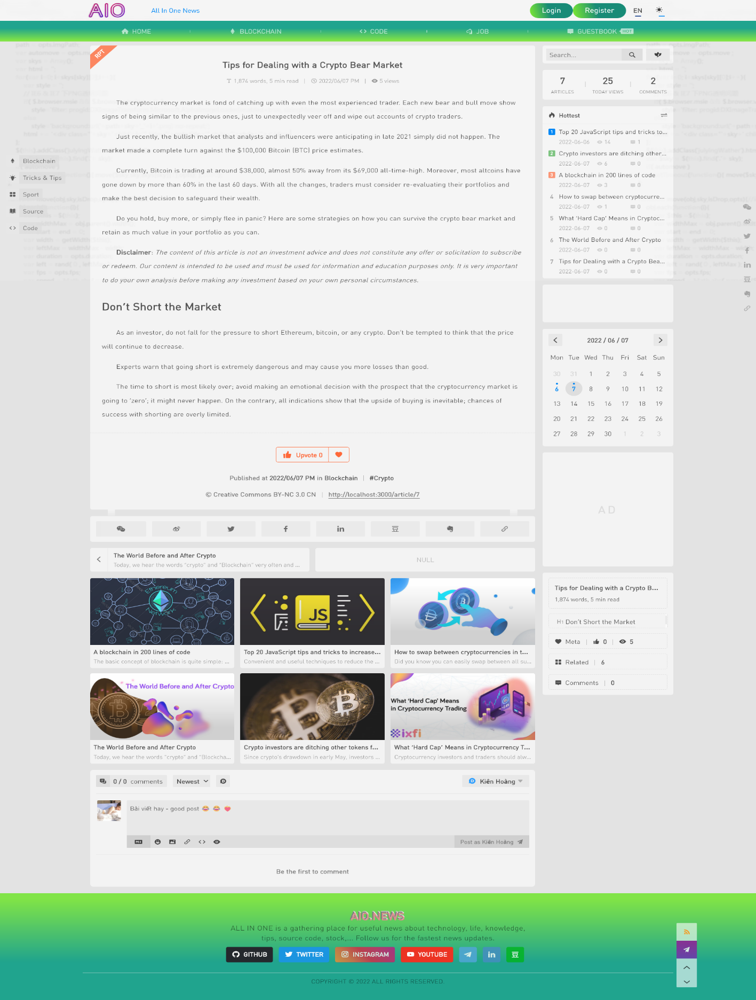 AIO
All In One News
Login
Register
EN
HOME
BLOCKCHAIN
CODE
JOB
GUESTBOOK
HOT
Blockchain
Tricks & Tips
Sport
Source
Code
RPT
Tips for Dealing with a Crypto Bear Market
1,874 words, 5 min read | 2022/06/07 PM | 5 views
The cryptocurrency market is fond of catching up with even the most experienced trader. Each new bear and bull move show
signs of being similar to the previous ones, just to unexpectedly veer off and wipe out accounts of crypto traders.
Just recently, the bullish market that analysts and influencers were anticipating in late 2021 simply did not happen. The
market made a complete turn against the $100,000 Bitcoin (BTC) price estimates.
Currently, Bitcoin is trading at around $38,000, almost 50% away from its $69,000 all-time-high. Moreover, most altcoins have
gone down by more than 60% in the last 60 days. With all the changes, traders must consider re-evaluating their portfolios and
make the best decision to safeguard their wealth.
Do you hold, buy more, or simply flee in panic? Here are some strategies on how you can survive the crypto bear market and
retain as much value in your portfolio as you can.
Disclaimer: The content of this article is not an investment advice and does not constitute any offer or solicitation to subscribe
or redeem. Our content is intended to be used and must be used for information and education purposes only. It is very important
to do your own analysis before making any investment based on your own personal circumstances.
Don't Short the Market
As an investor, do not fall for the pressure to short Ethereum, bitcoin, or any crypto. Don't be tempted to think that the price
will continue to decrease.
Experts warn that going short is extremely dangerous and may cause you more losses than good.
The time to short is most likely over; avoid making an emotional decision with the prospect that the cryptocurrency market is
going to 'zero'; it might never happen. On the contrary, all indications show that the upside of buying is inevitable; chances of
success with shorting are overly limited.
Upvote 0
Published at 2022/06/07 PM in Blockchain | #Crypto
© Creative Commons BY-NC 3.0 CN | http://localhost:3000/article/7
豆
The World Before and After Crypto
Today, we hear the words "crypto" and "Blockchain" very often and ...
NULL
Ethereum
Network
A blockchain in 200 lines of code
The basic concept of blockchain is quite simple: ...
JS
Top 20 JavaScript tips and tricks to increase...
Convenient and useful techniques to reduce the ...
How to swap between cryptocurrencies in t...
Did you know you can easily swap between all su...
The World Before and After Crypto
The World Before and After Crypto
Today, we hear the words "crypto" and "Blockcha...
Crypto investors are ditching other tokens f...
Since crypto's drawdown in early May, investors ...
What 'Hard Cap' Means
in Cryptocurrency Trading
ixfi
What 'Hard Cap' Means in Cryptocurrency T...
Cryptocurrency investors and traders should alw...
0 / 0 comments
Newest
Kiên Hoàng
Bài viết hay - good post 😂 😂 ❤️
Post as Kiên Hoàng
Be the first to comment
Search...
7
ARTICLES
25
TODAY VIEWS
2
COMMENTS
Hottest
1 Top 20 JavaScript tips and tricks to...
2022-06-06 14 1
2 Crypto investors are ditching other...
2022-06-07 6 0
3 A blockchain in 200 lines of code
2022-06-07 3 0
4 How to swap between cryptocurre...
2022-06-07 1 0
5 What 'Hard Cap' Means in Cryptoc...
2022-06-07 0 0
6 The World Before and After Crypto
2022-06-07 0 0
7 Tips for Dealing with a Crypto Bea...
2022-06-07 0 0
豆
2022 / 06 / 07
Mon Tue Wed Thu Fri Sat Sun
30 31 1 2 3 4 5
6 7 8 9 10 11 12
13 14 15 16 17 18 19
20 21 22 23 24 25 26
27 28 29 30 1 2 3
AD
Tips for Dealing with a Crypto B...
1,874 words, 5 min read
H1 Don't Short the Market
Meta | 0 | 5
Related | 6
Comments | 0
AIO.NEWS
ALL IN ONE is a gathering place for useful news about technology, life, knowledge,
tips, source code, stock,... Follow us for the fastest news updates.
GITHUB
TWITTER
INSTAGRAM
YOUTUBE
豆
COPYRIGHT © 2022 ALL RIGHTS RESERVED.